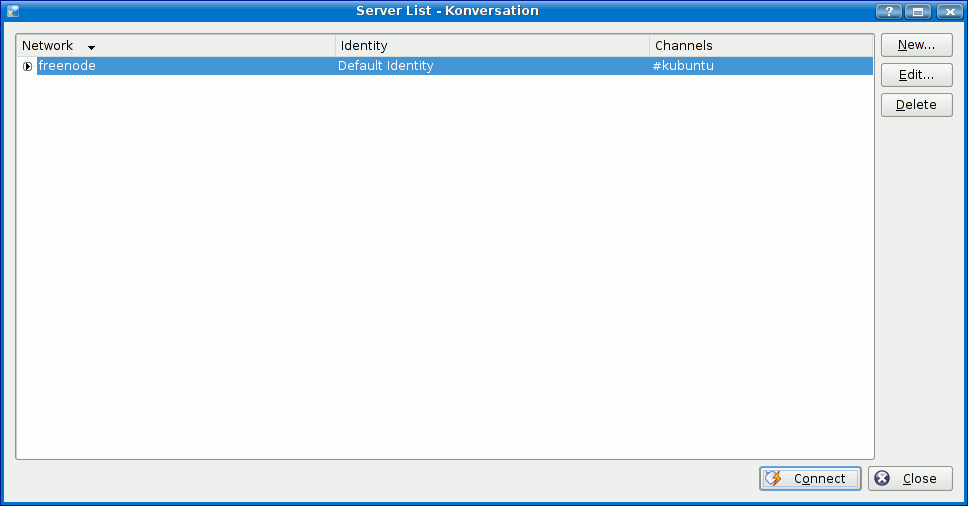 Server List - Konversation
?
Network Identity Channels
freenode Default Identity #kubuntu
New...
Edit...
Delete
Connect Close